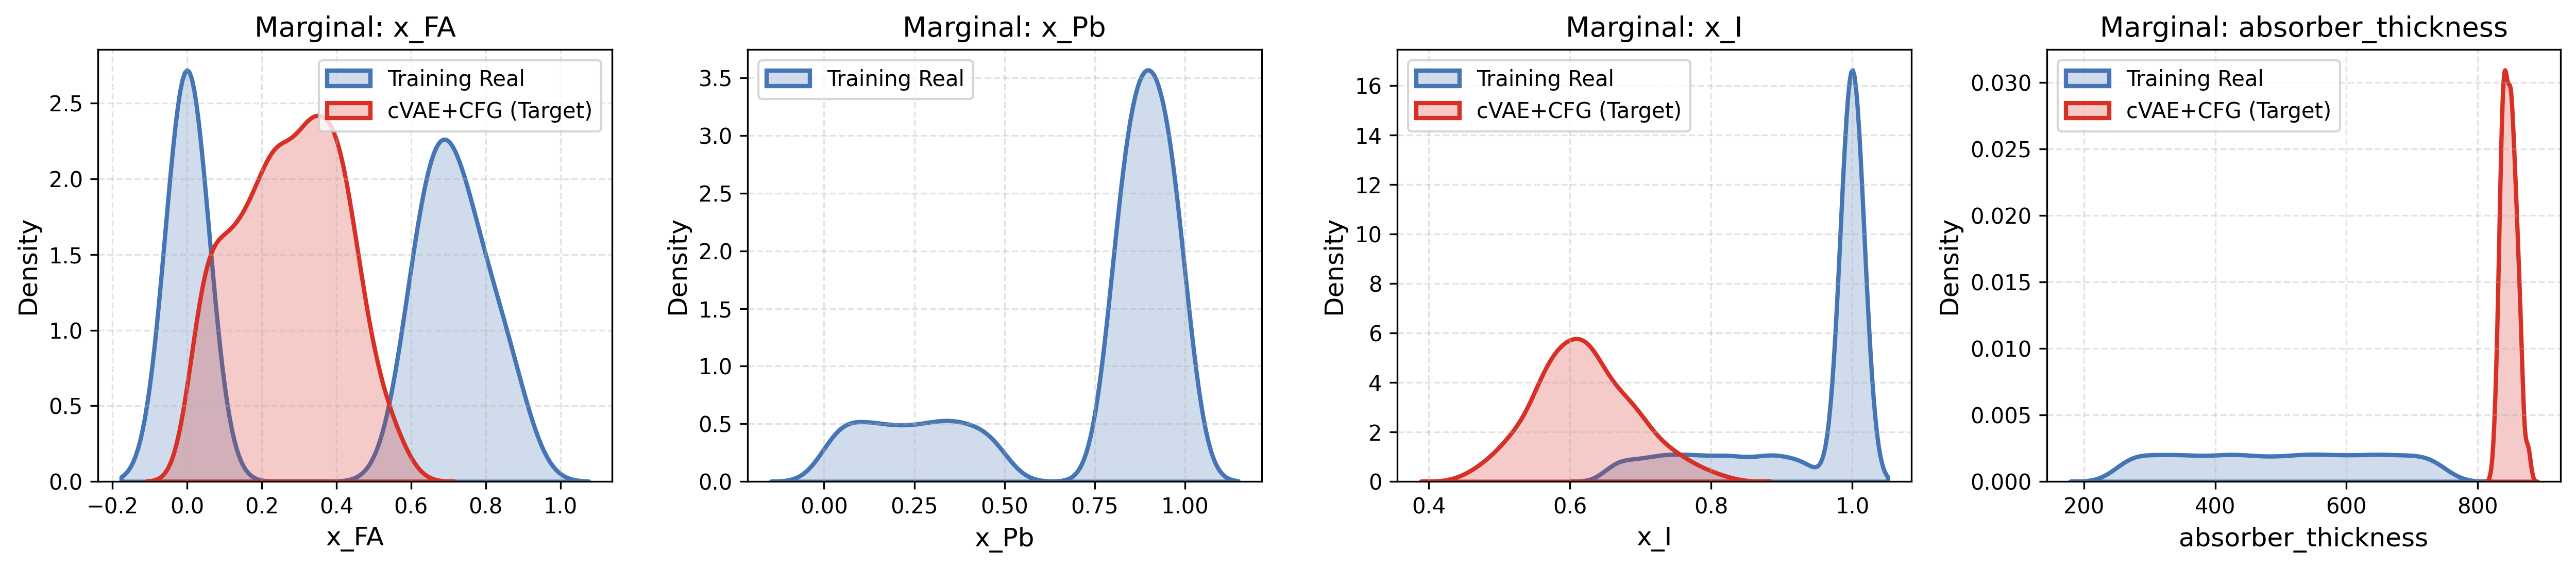 Marginal: x_FA
Training Real
cVAE+CFG (Target)
Density
2.5
2.0
1.5
1.0
0.5
0.0
−0.2 0.0 0.2 0.4 0.6 0.8 1.0
x_FA
Marginal: x_Pb
Training Real
Density
3.5
3.0
2.5
2.0
1.5
1.0
0.5
0.0
0.00 0.25 0.50 0.75 1.00
x_Pb
Marginal: x_I
Training Real
cVAE+CFG (Target)
Density
16
14
12
10
8
6
4
2
0
0.4 0.6 0.8 1.0
x_I
Marginal: absorber_thickness
Training Real
cVAE+CFG (Target)
Density
0.030
0.025
0.020
0.015
0.010
0.005
0.000
200 400 600 800
absorber_thickness